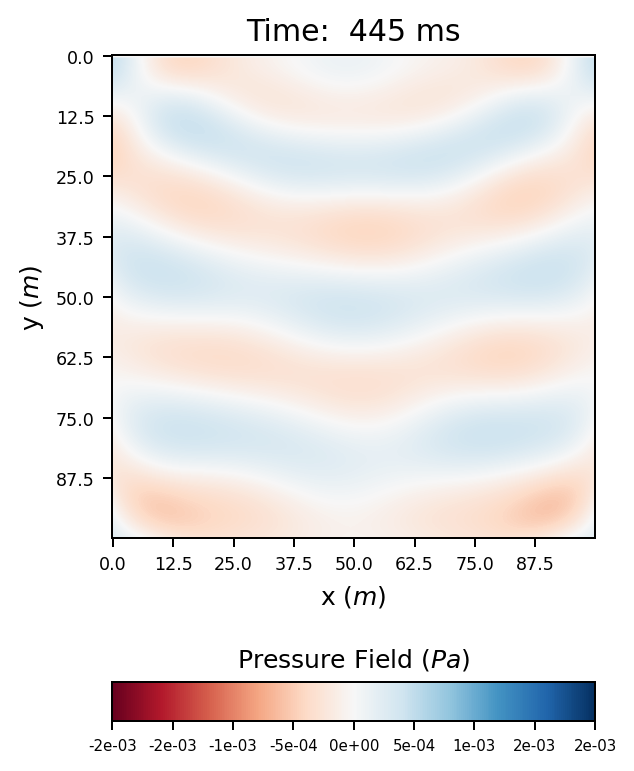 Time:  445 ms
0.0
12.5
25.0
37.5
50.0
62.5
75.0
87.5
y (m)
0.0 12.5 25.0 37.5 50.0 62.5 75.0 87.5
x (m)
Pressure Field (Pa)
-2e-03 -2e-03 -1e-03 -5e-04 0e+00 5e-04 1e-03 2e-03 2e-03